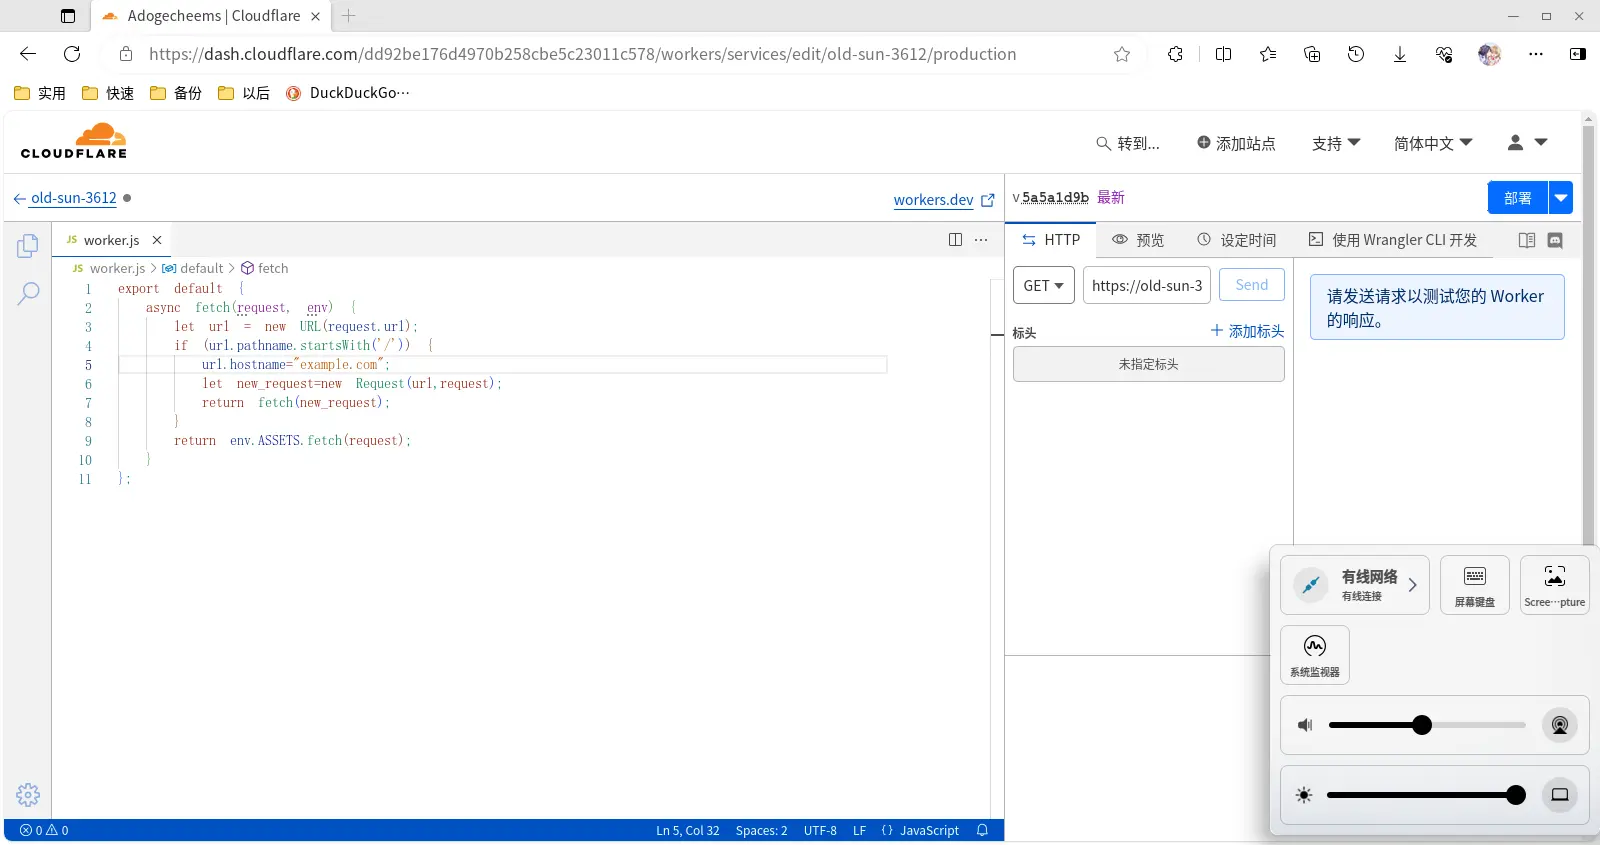 Adogecheems | Cloudflare
https://dash.cloudflare.com/dd92be176d4970b258cbe5c23011c578/workers/services/edit/old-sun-3612/production
实用 快速 备份 以后 DuckDuckGo…
CLOUDFLARE
转到... 添加站点 支持 简体中文
old-sun-3612
workers.dev
v5a5a1d9b 最新
部署
JS worker.js
HTTP 预览 设定时间 使用 Wrangler CLI 开发
JS worker.js > default > fetch
1 export default {
2 async fetch(request, env) {
3 let url = new URL(request.url);
4 if (url.pathname.startsWith('/')) {
5 url.hostname="example.com";
6 let new_request=new Request(url,request);
7 return fetch(new_request);
8 }
9 return env.ASSETS.fetch(request);
10 }
11 };
GET https://old-sun-3 Send
标头 添加标头
未指定标头
请发送请求以测试您的 Worker
的响应。
有线网络
有线连接
屏幕键盘
Scree…pture
系统监视器
0 0
Ln 5, Col 32 Spaces: 2 UTF-8 LF {} JavaScript